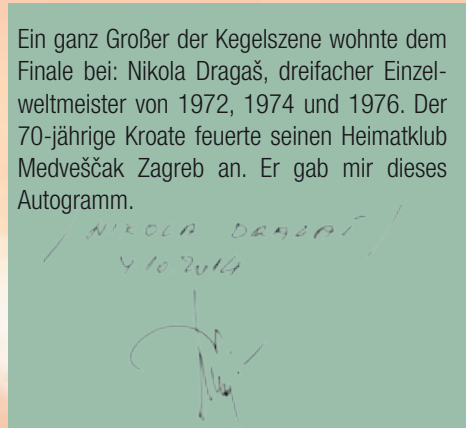 Ein ganz Großer der Kegelszene wohnte dem
Finale bei: Nikola Dragaš, dreifacher Einzel-
weltmeister von 1972, 1974 und 1976. Der
70-jährige Kroate feuerte seinen Heimatklub
Medveščak Zagreb an. Er gab mir dieses
Autogramm.
/ NIKOLA DRAGAŠ /
4 10 2014